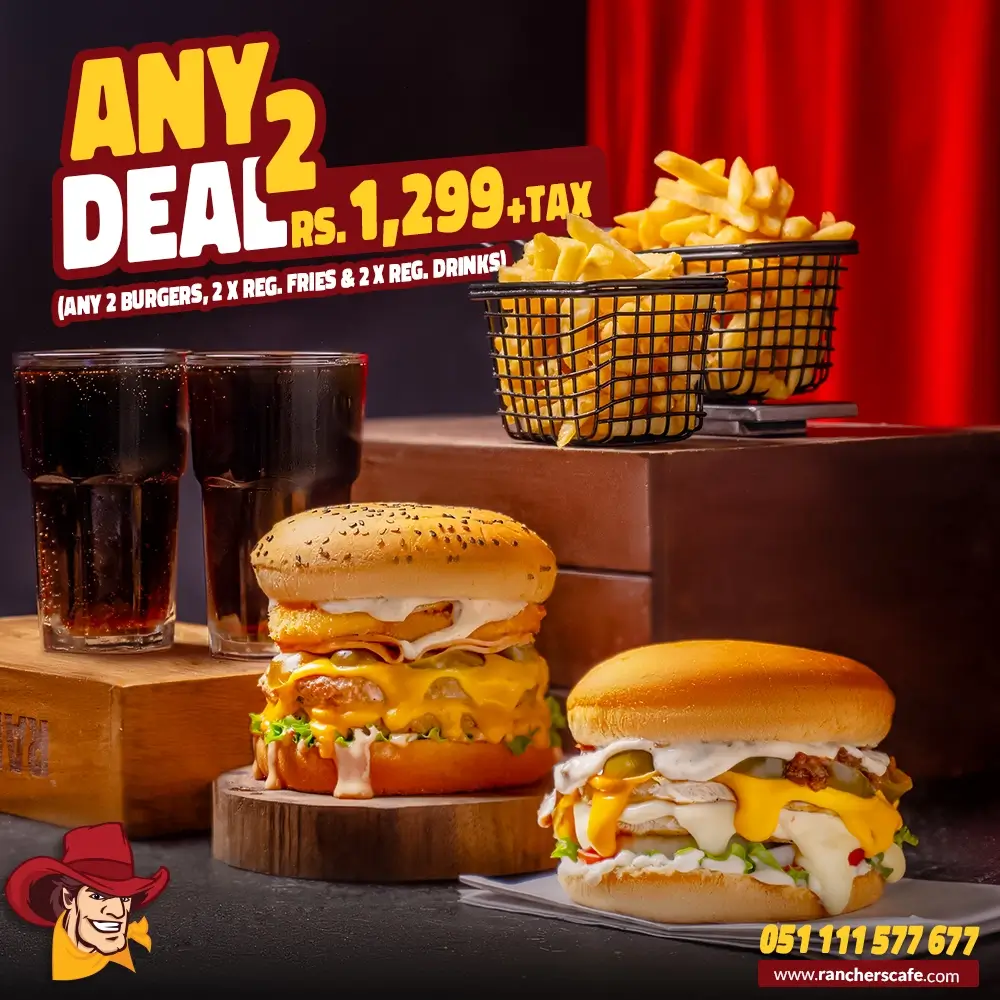 ANY 2
DEAL
RS. 1,299 +TAX
(ANY 2 BURGERS, 2 X REG. FRIES & 2 X REG. DRINKS)
051 111 577 677
www.rancherscafe.com